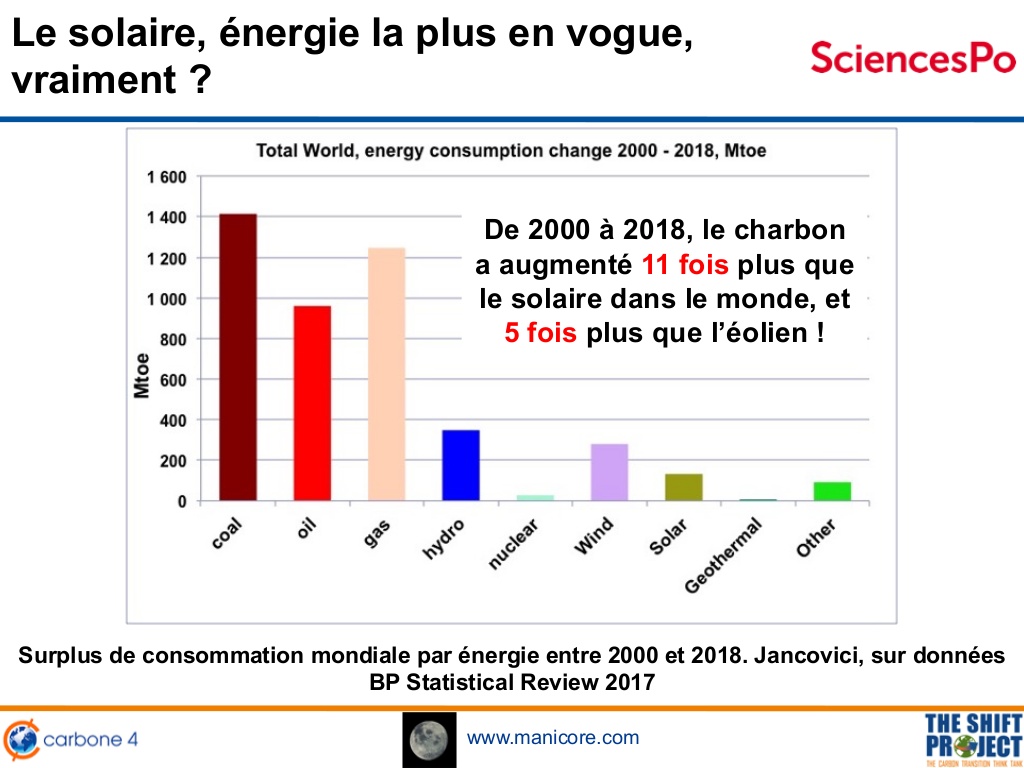 Le solaire, énergie la plus en vogue,
vraiment ?
SciencesPo
Total World, energy consumption change 2000 - 2018, Mtoe
1 600
1 400
1 200
1 000
800
600
400
200
0
Mtoe
De 2000 à 2018, le charbon
a augmenté 11 fois plus que
le solaire dans le monde, et
5 fois plus que l’éolien !
coal
oil
gas
hydro
nuclear
Wind
Solar
Geothermal
Other
Surplus de consommation mondiale par énergie entre 2000 et 2018. Jancovici, sur données
BP Statistical Review 2017
carbone 4
www.manicore.com
THE SHIFT
PROJECT
THE CARBON TRANSITION THINK TANK